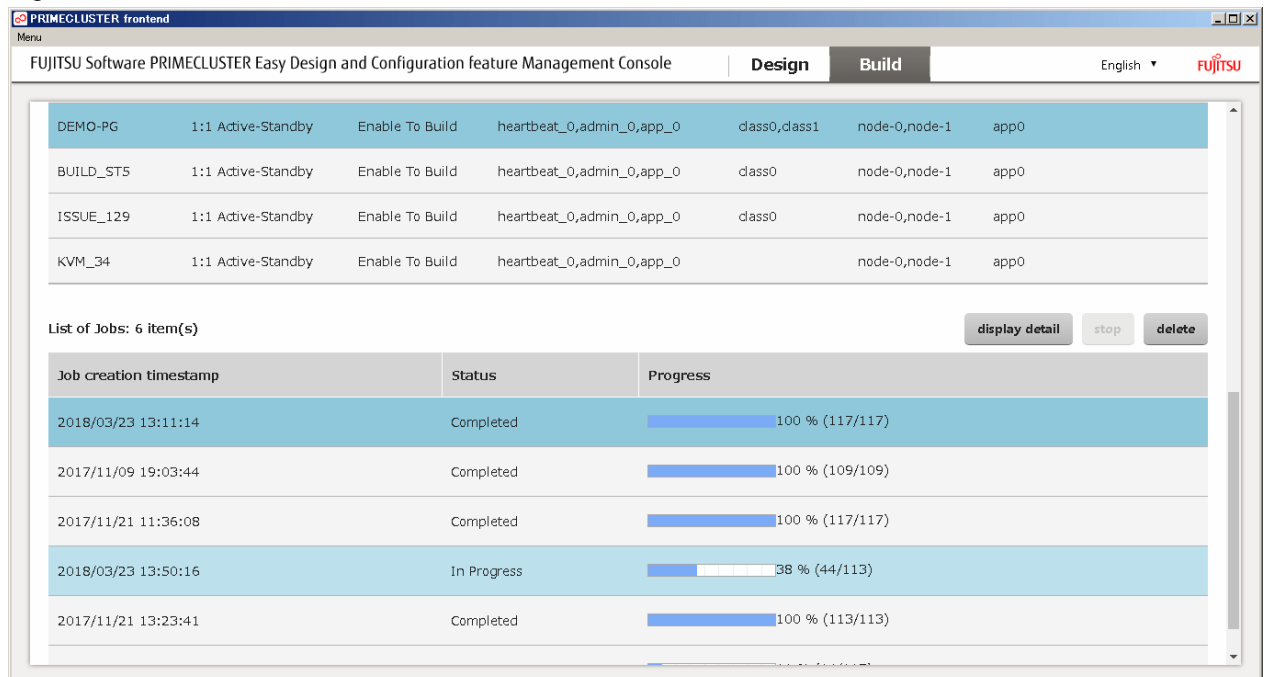 PRIMECLUSTER frontend
Menu
FUJITSU Software PRIMECLUSTER Easy Design and Configuration feature Management Console Design Build English ▼ FUJITSU
DEMO-PG 1:1 Active-Standby Enable To Build heartbeat_0,admin_0,app_0 class0,class1 node-0,node-1 app0
BUILD_ST5 1:1 Active-Standby Enable To Build heartbeat_0,admin_0,app_0 class0 node-0,node-1 app0
ISSUE_129 1:1 Active-Standby Enable To Build heartbeat_0,admin_0,app_0 class0 node-0,node-1 app0
KVM_34 1:1 Active-Standby Enable To Build heartbeat_0,admin_0,app_0 node-0,node-1 app0
List of Jobs: 6 item(s) display detail stop delete
Job creation timestamp Status Progress
2018/03/23 13:11:14 Completed 100 % (117/117)
2017/11/09 19:03:44 Completed 100 % (109/109)
2017/11/21 11:36:08 Completed 100 % (117/117)
2018/03/23 13:50:16 In Progress 38 % (44/113)
2017/11/21 13:23:41 Completed 100 % (113/113)